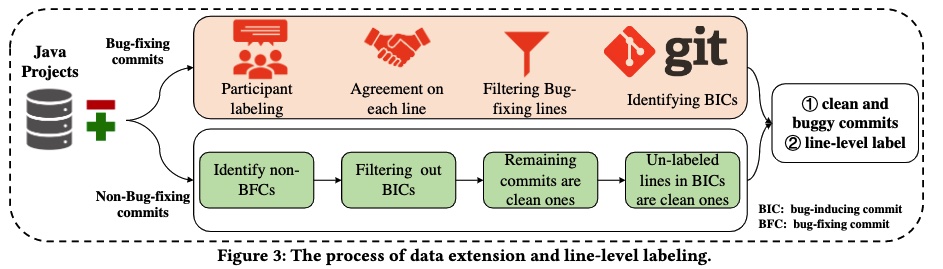 Java
Projects
Bug-fixing
commits
Participant
labeling
Agreement on
each line
Filtering Bug-
fixing lines
git
Identifying BICs
Non-Bug-fixing
commits
Identify non-
BFCs
Filtering out
BICs
Remaining
commits are
clean ones
Un-labeled
lines in BICs
are clean ones
① clean and
buggy commits
② line-level label
BIC: bug-inducing commit
BFC: bug-fixing commit
Figure 3: The process of data extension and line-level labeling.